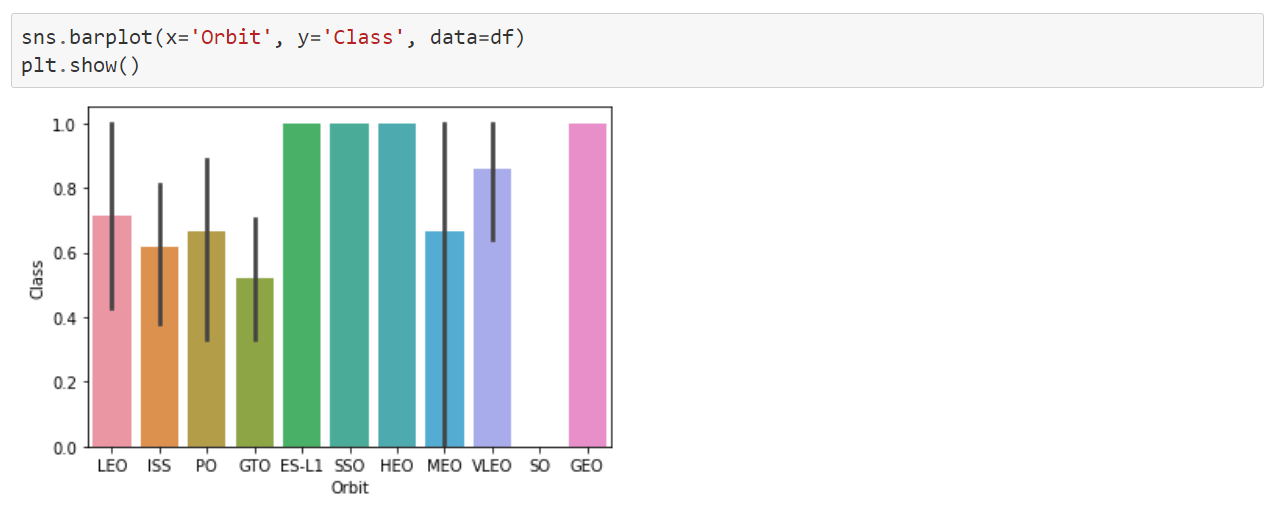 sns.barplot(x='Orbit', y='Class', data=df)
plt.show()
1.0
0.8
0.6
0.4
0.2
0.0
Class
LEO ISS PO GTO ES-L1 SSO HEO MEO VLEO SO GEO
Orbit